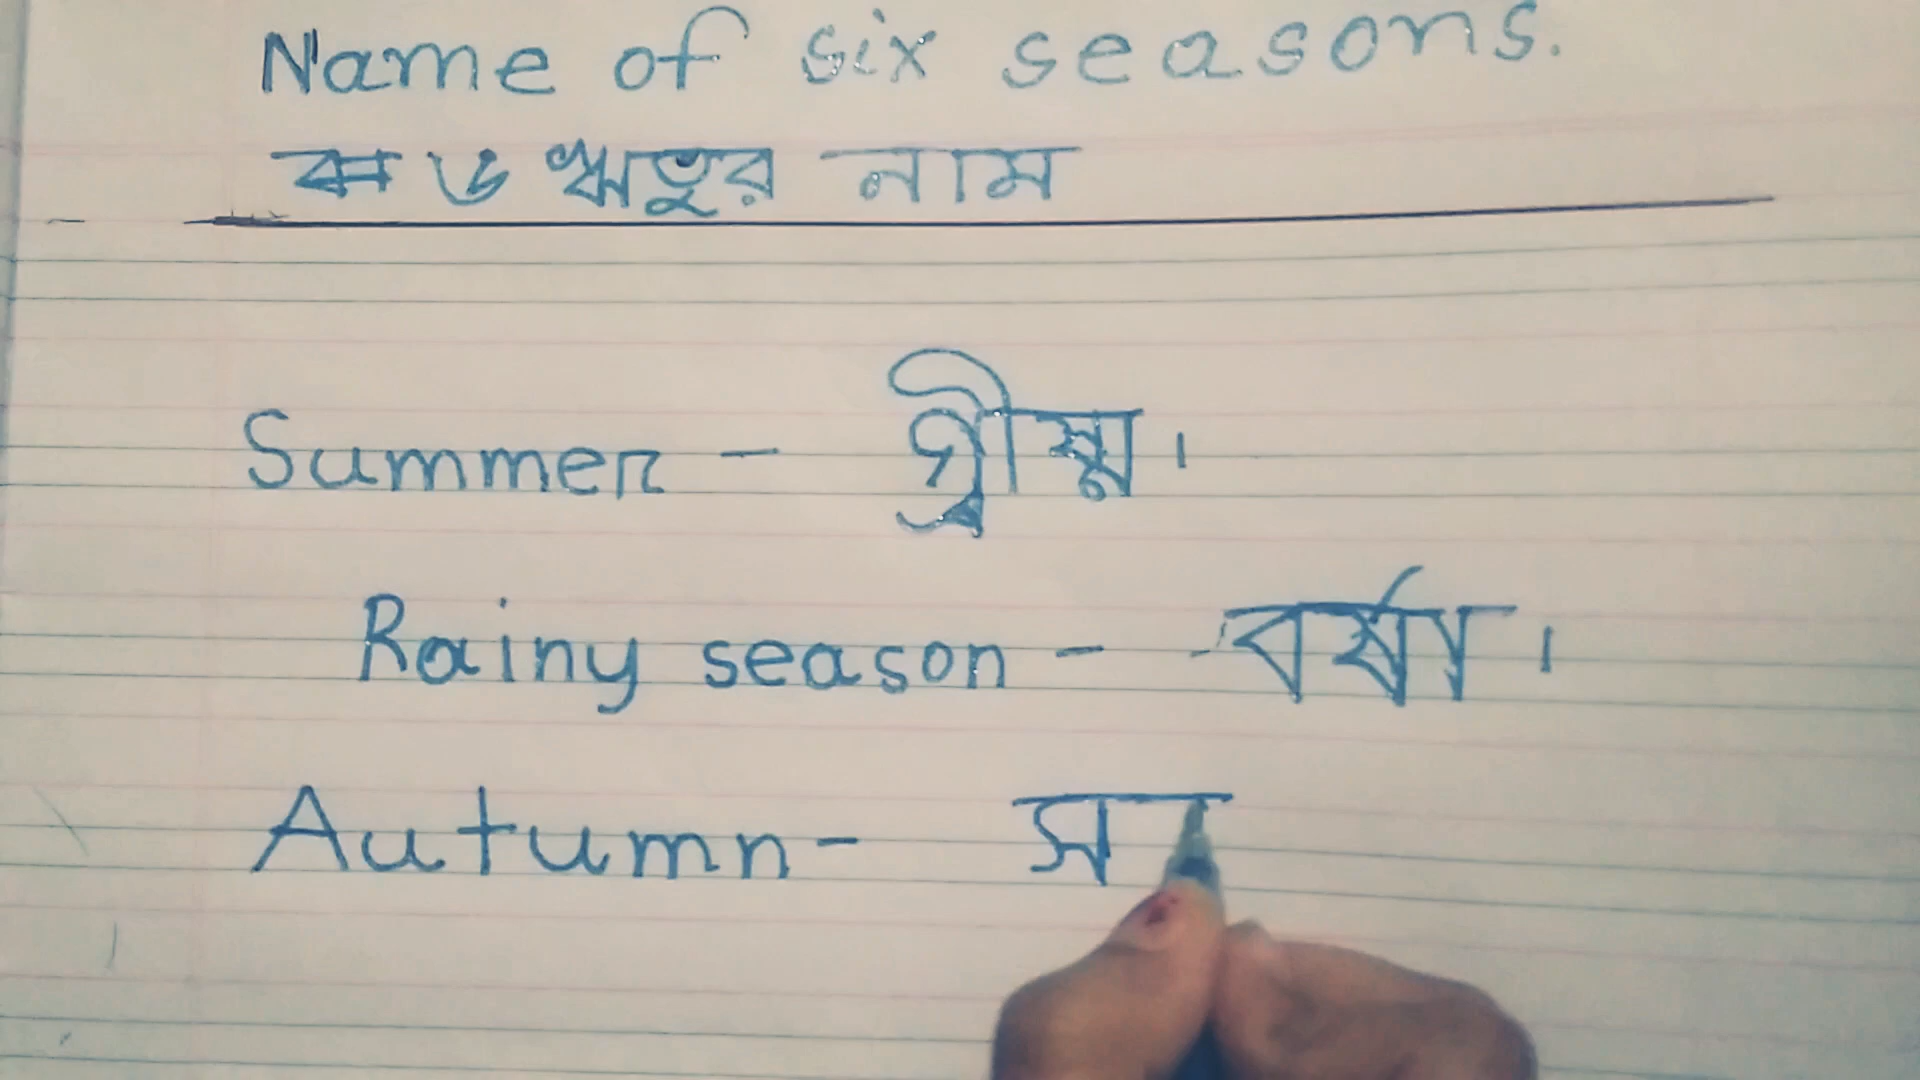 Name of six seasons.
৬ ঋতুর নাম
Summer - গ্রীষ্ম।
Rainy season - বর্ষা।
Autumn - স